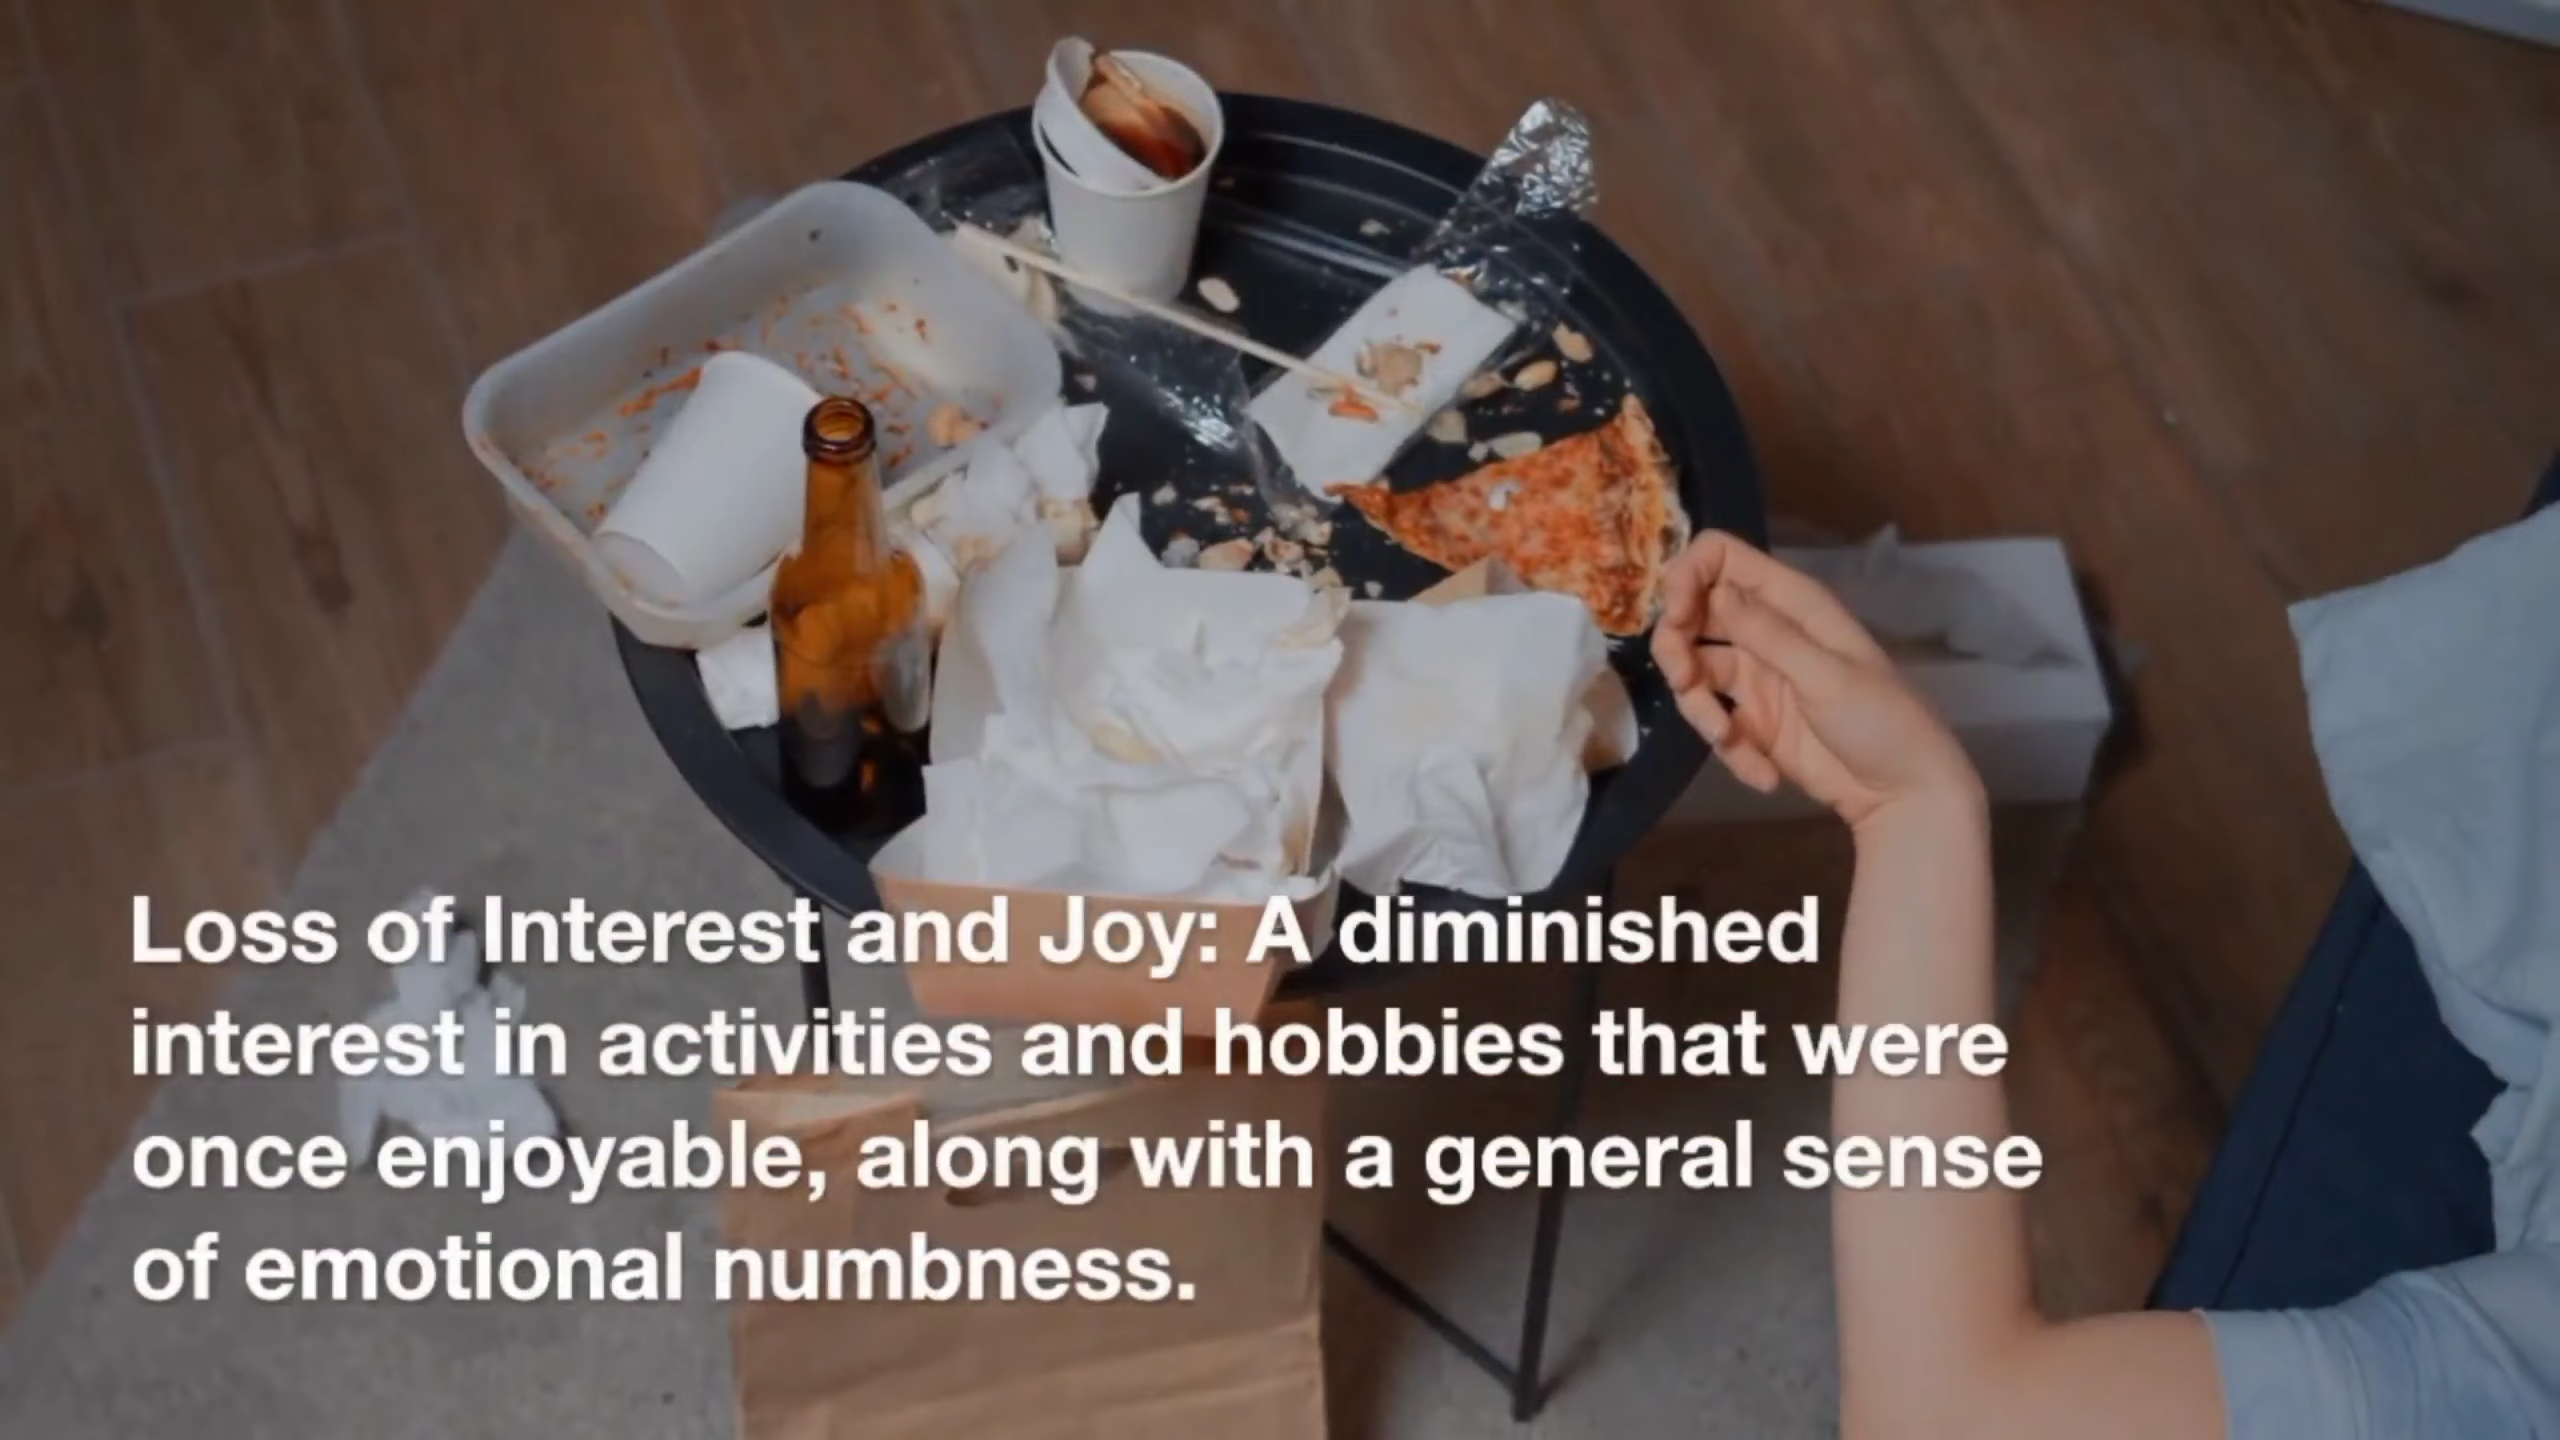 Loss of Interest and Joy: A diminished
interest in activities and hobbies that were
once enjoyable, along with a general sense
of emotional numbness.